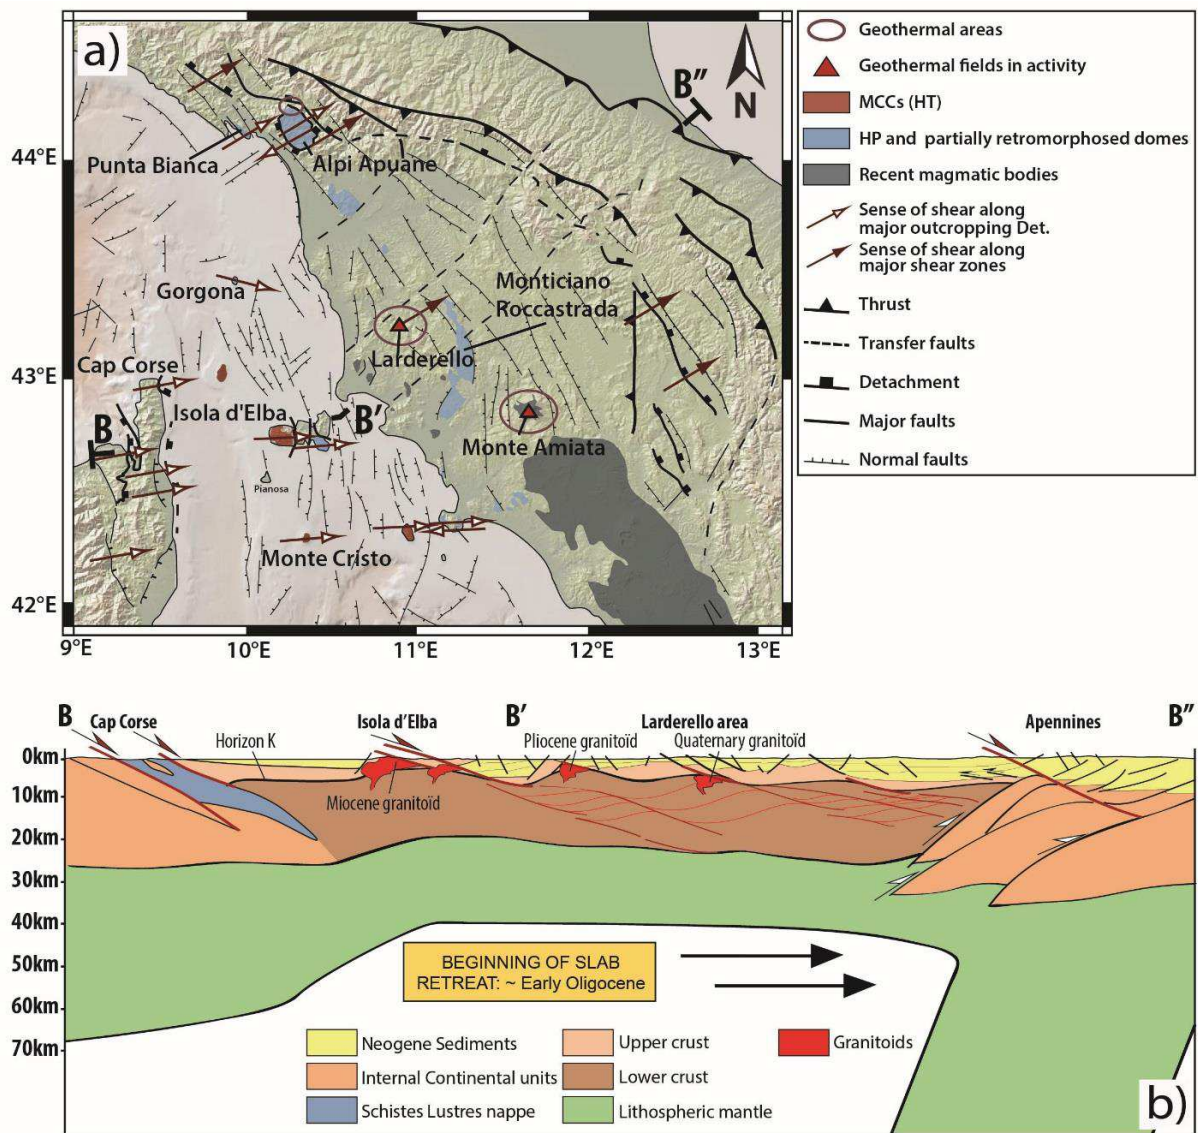 a)
B"
N
44°E
Punta Bianca
Alpi Apuane
Gorgona
Monticiano
Roccastrada
Larderello
43°E
Cap Corse
Isola d'Elba
B'
B
Monte Amiata
Pianosa
Monte Cristo
42°E
9°E
10°E
11°E
12°E
13°E
Geothermal areas
Geothermal fields in activity
MCCs (HT)
HP and partially retromorphosed domes
Recent magmatic bodies
Sense of shear along
major outcropping Det.
Sense of shear along
major shear zones
Thrust
Transfer faults
Detachment
Major faults
Normal faults
B
Cap Corse
Isola d'Elba
B'
Larderello area
Apennines
B"
Horizon K
Pliocene granitoïd
Quaternary granitoïd
Miocene granitoïd
0km
10km
20km
30km
40km
50km
60km
70km
BEGINNING OF SLAB
RETREAT: ~ Early Oligocene
Neogene Sediments
Upper crust
Granitoids
Internal Continental units
Lower crust
Schistes Lustres nappe
Lithospheric mantle
b)